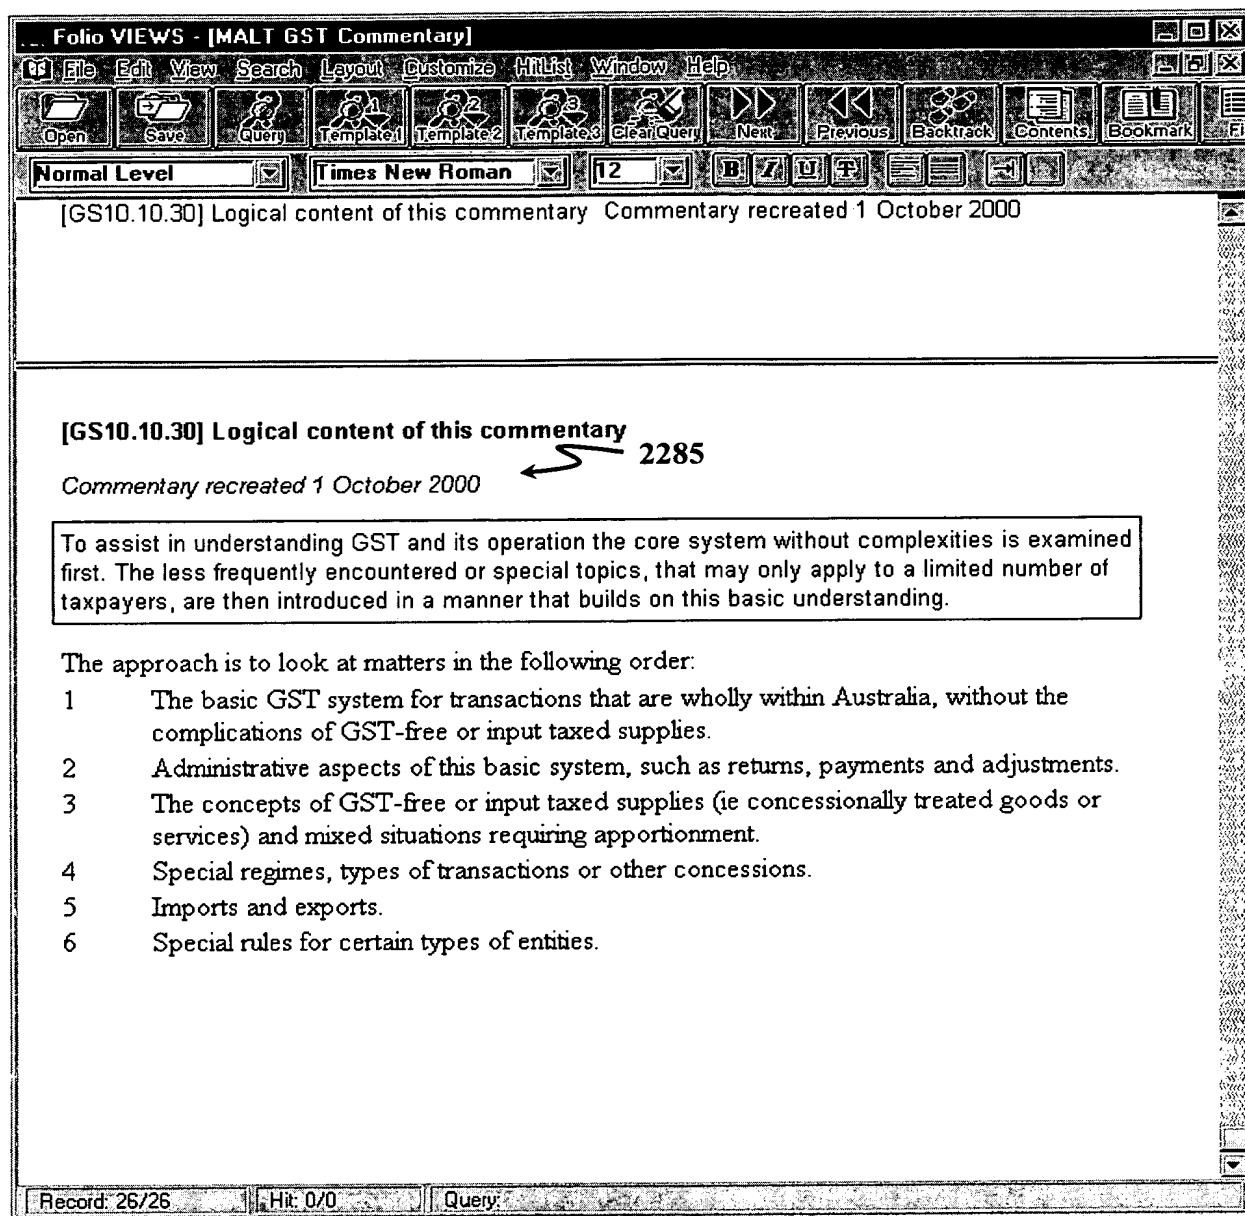 Folio VIEWS - [MALT GST Commentary]
File Edit View Search Layout Customize HitList Window Help
Open Save Query Template 1 Template 2 Template 3 Clear Query Next Previous Backtrack Contents Bookmark Fi
Normal Level Times New Roman 12 B I U T
[GS10.10.30] Logical content of this commentary Commentary recreated 1 October 2000
[GS10.10.30] Logical content of this commentary
2285
Commentary recreated 1 October 2000
To assist in understanding GST and its operation the core system without complexities is examined
first. The less frequently encountered or special topics, that may only apply to a limited number of
taxpayers, are then introduced in a manner that builds on this basic understanding.
The approach is to look at matters in the following order:
1 The basic GST system for transactions that are wholly within Australia, without the
complications of GST-free or input taxed supplies.
2 Administrative aspects of this basic system, such as returns, payments and adjustments.
3 The concepts of GST-free or input taxed supplies (ie concessionally treated goods or
services) and mixed situations requiring apportionment.
4 Special regimes, types of transactions or other concessions.
5 Imports and exports.
6 Special rules for certain types of entities.
Record: 26/26 Hit: 0/0 Query: